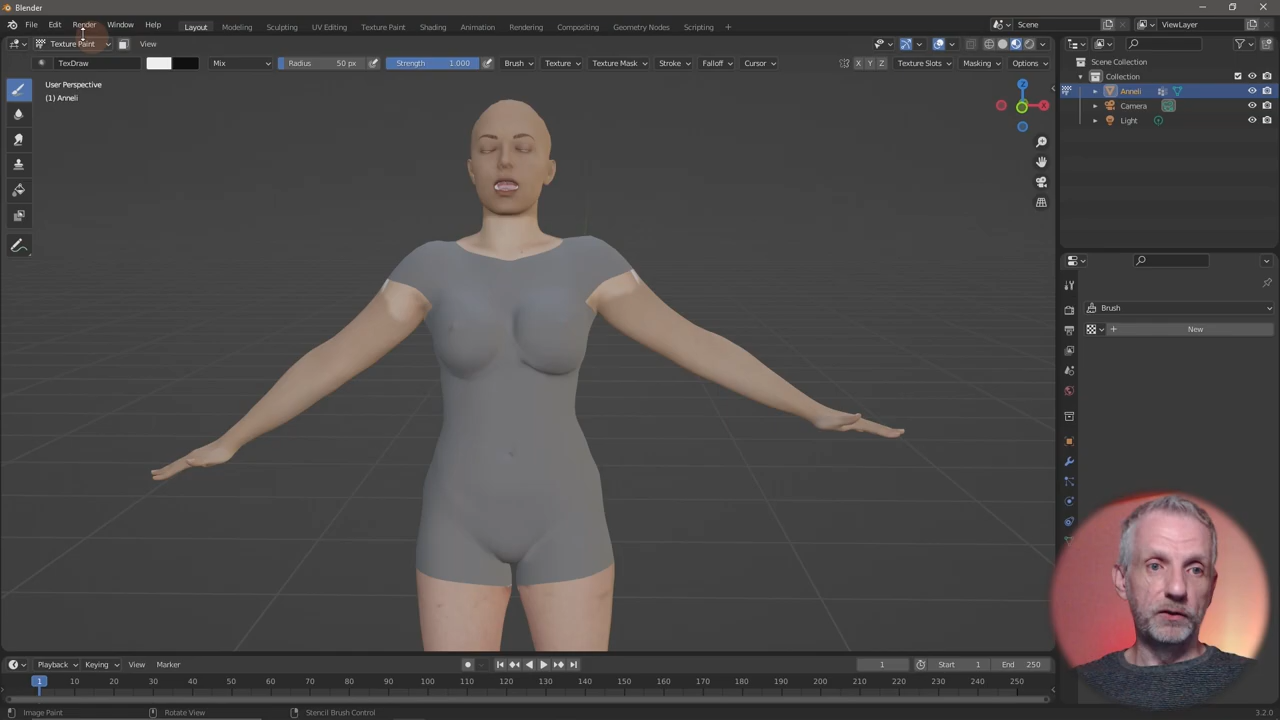 Blender
File Edit Render Window Help Layout Modeling Sculpting UV Editing Texture Paint Shading Animation Rendering Compositing Geometry Nodes Scripting + Scene ViewLayer
Texture Paint View
TexDraw Mix Radius 50 px Strength 1.000 Brush Texture Texture Mask Stroke Falloff Cursor X Y Z Texture Slots Masking Options
Scene Collection
Collection
Anneli
Camera
Light
User Perspective
(1) Anneli
Z
X
Brush
+ New
Playback Keying View Marker 1 Start 1 End 250
1 10 20 30 40 50 60 70 80 90 100 110 120 130 140 150 160 170 180 190 200 210 220 230 240 250
Image Paint Rotate View Stencil Brush Control 3.2.0